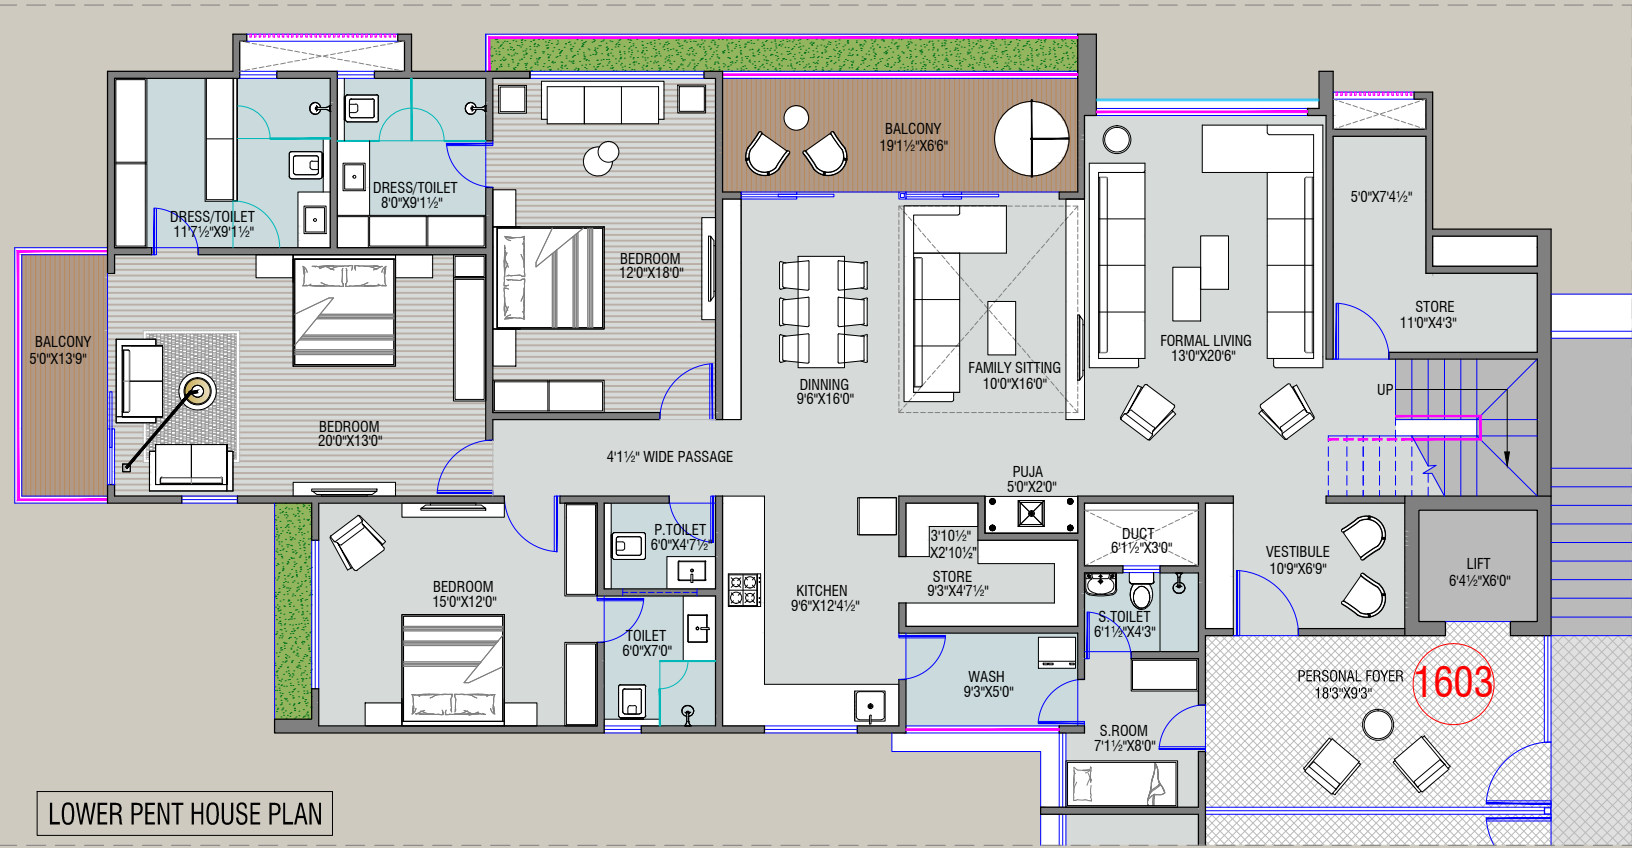 BALCONY
19'1½"X6'6"
DRESS/TOILET
8'0"X9'1½"
5'0"X7'4½"
DRESS/TOILET
11'7½"X9'1½"
BEDROOM
12'0"X18'0"
STORE
11'0"X4'3"
BALCONY
5'0"X13'9"
FORMAL LIVING
13'0"X20'6"
FAMILY SITTING
10'0"X16'0"
DINNING
9'6"X16'0"
UP
BEDROOM
20'0"X13'0"
4'1½" WIDE PASSAGE
PUJA
5'0"X2'0"
P.TOILET
6'0"X4'7½"
3'10½"
X2'10½"
DUCT
6'1½"X3'0"
VESTIBULE
10'9"X6'9"
LIFT
6'4½"X6'0"
BEDROOM
15'0"X12'0"
KITCHEN
9'6"X12'4½"
STORE
9'3"X4'7½"
S.TOILET
6'1½"X4'3"
TOILET
6'0"X7'0"
WASH
9'3"X5'0"
PERSONAL FOYER
18'3"X9'3"
1603
S.ROOM
7'1½"X8'0"
LOWER PENT HOUSE PLAN